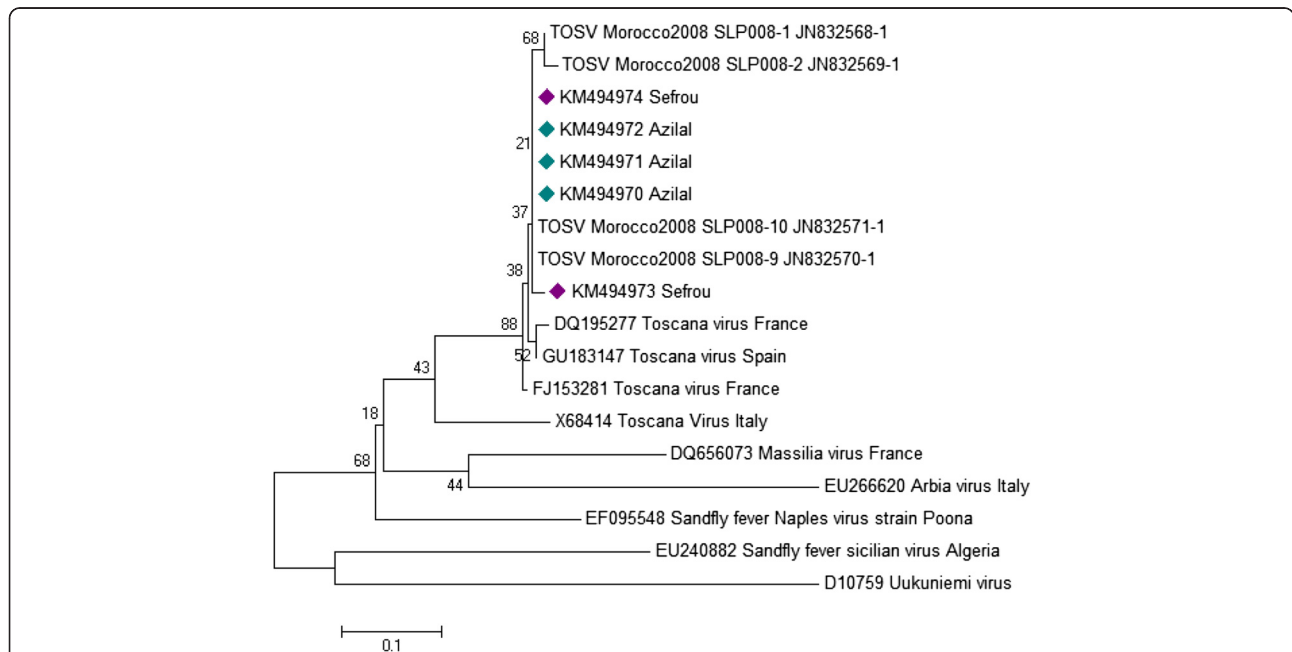 68
TOSV Morocco2008 SLP008-1 JN832568-1
TOSV Morocco2008 SLP008-2 JN832569-1
KM494974 Sefrou
KM494972 Azilal
21
KM494971 Azilal
KM494970 Azilal
37
TOSV Morocco2008 SLP008-10 JN832571-1
TOSV Morocco2008 SLP008-9 JN832570-1
38
KM494973 Sefrou
88
DQ195277 Toscana virus France
52
GU183147 Toscana virus Spain
43
FJ153281 Toscana virus France
18
X68414 Toscana Virus Italy
DQ656073 Massilia virus France
68
44
EU266620 Arbia virus Italy
EF095548 Sandfly fever Naples virus strain Poona
EU240882 Sandfly fever sicilian virus Algeria
D10759 Uukuniemi virus
0.1